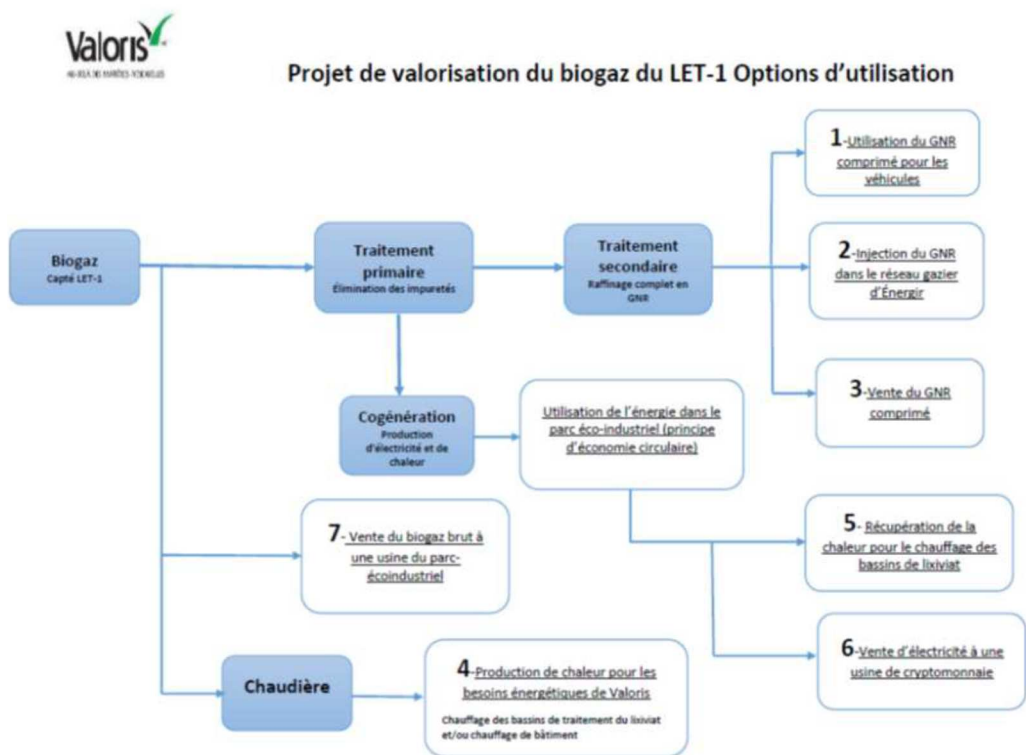 Valoris
AU-DELÀ DES MATIÈRES RÉSIDUELLES
Projet de valorisation du biogaz du LET-1 Options d'utilisation
1-Utilisation du GNR
comprimé pour les
véhicules
Biogaz
Capté LET-1
Traitement
primaire
Élimination des impuretés
Traitement
secondaire
Raffinage complet en
GNR
2-Injection du GNR
dans le réseau gazier
d'Énergir
3-Vente du GNR
comprimé
Cogénération
Production
d'électricité et de
chaleur
Utilisation de l'énergie dans le
parc éco-industriel (principe
d'économie circulaire)
7- Vente du biogaz brut à
une usine du parc-
écoindustriel
5- Récupération de la
chaleur pour le chauffage des
bassins de lixiviat
6-Vente d'électricité à une
usine de cryptomonnaie
Chaudière
4-Production de chaleur pour les
besoins énergétiques de Valoris
Chauffage des bassins de traitement du lixiviat
et/ou chauffage de bâtiment